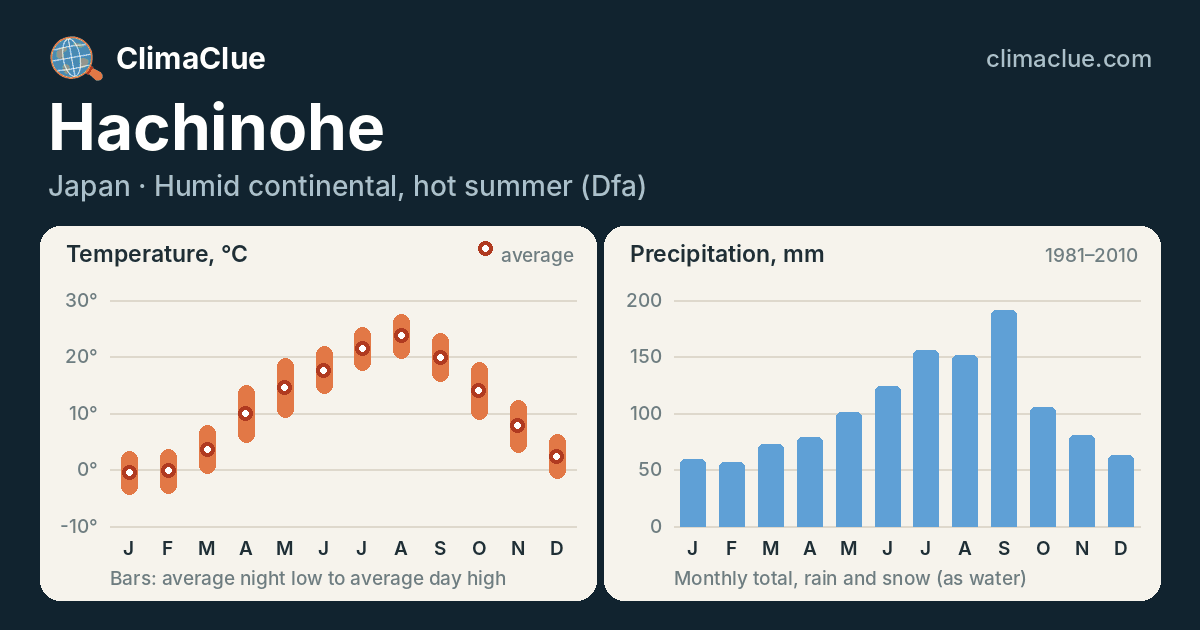 ClimaClue
climaclue.com
Hachinohe
Japan · Humid continental, hot summer (Dfa)
Temperature, °C
average
30°
20°
10°
0°
-10°
J F M A M J J A S O N D
Bars: average night low to average day high
Precipitation, mm
1981–2010
200
150
100
50
0
J F M A M J J A S O N D
Monthly total, rain and snow (as water)